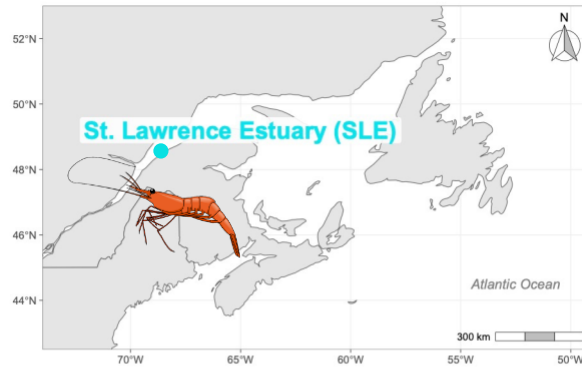 N
52°N
50°N
St. Lawrence Estuary (SLE)
48°N
46°N
44°N
Atlantic Ocean
300 km
70°W
65°W
60°W
55°W
50°W